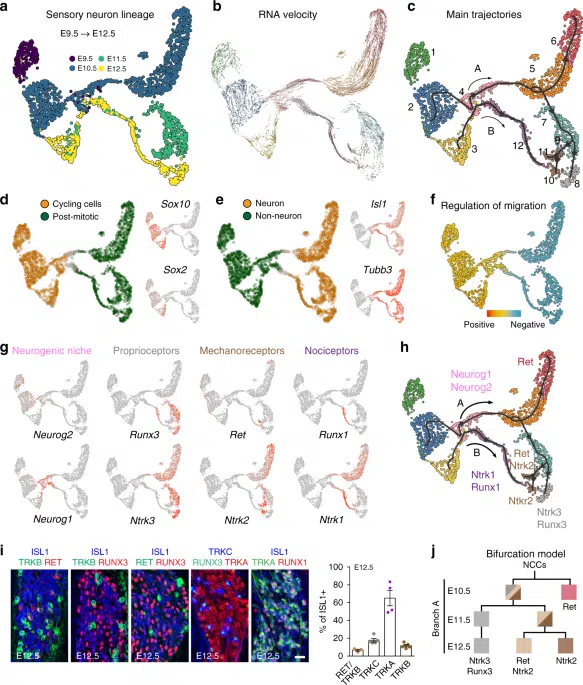 a
Sensory neuron lineage
E9.5 → E12.5
E9.5 E11.5
E10.5 E12.5
b
RNA velocity
c
Main trajectories
1
2
3
4
5
6
7
8
10
11
12
A
B
d
Cycling cells
Post-mitotic
Sox10
Sox2
e
Neuron
Non-neuron
Isl1
Tubb3
f
Regulation of migration
Positive Negative
g
Neurogenic niche Proprioceptors Mechanoreceptors Nociceptors
Neurog2 Runx3 Ret Runx1
Neurog1 Ntrk3 Ntrk2 Ntrk1
h
Neurog1
Neurog2
Ret
A
B
Ntrk1
Runx1
Ret
Ntrk2
Ntkr2
Ntrk3
Runx3
i
ISL1 ISL1 ISL1 TRKC ISL1
TRKB RET TRKB RUNX3 RET RUNX3 RUNX3 TRKA TRKA RUNX1
E12.5 E12.5 E12.5 E12.5 E12.5
% of ISL1+
100
80
60
40
20
0
E12.5
RET/
TRKB
TRKC
TRKA
TRKB
j
Bifurcation model
NCCs
Branch A
E10.5
Ret
E11.5
E12.5
Ntrk3 Ret Ntrk2
Runx3 Ntrk2